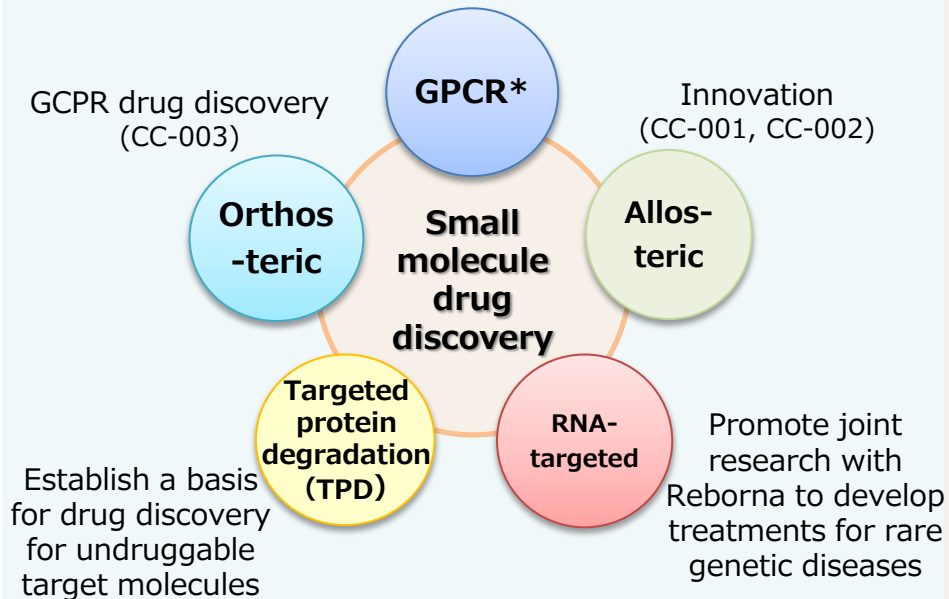 GPCR*
GCPR drug discovery
(CC-003)
Innovation
(CC-001, CC-002)
Orthos
-teric
Small
molecule
drug
discovery
Allos-
teric
Targeted
protein
degradation
(TPD)
RNA-
targeted
Establish a basis
for drug discovery
for undruggable
target molecules
Promote joint
research with
Reborna to develop
treatments for rare
genetic diseases